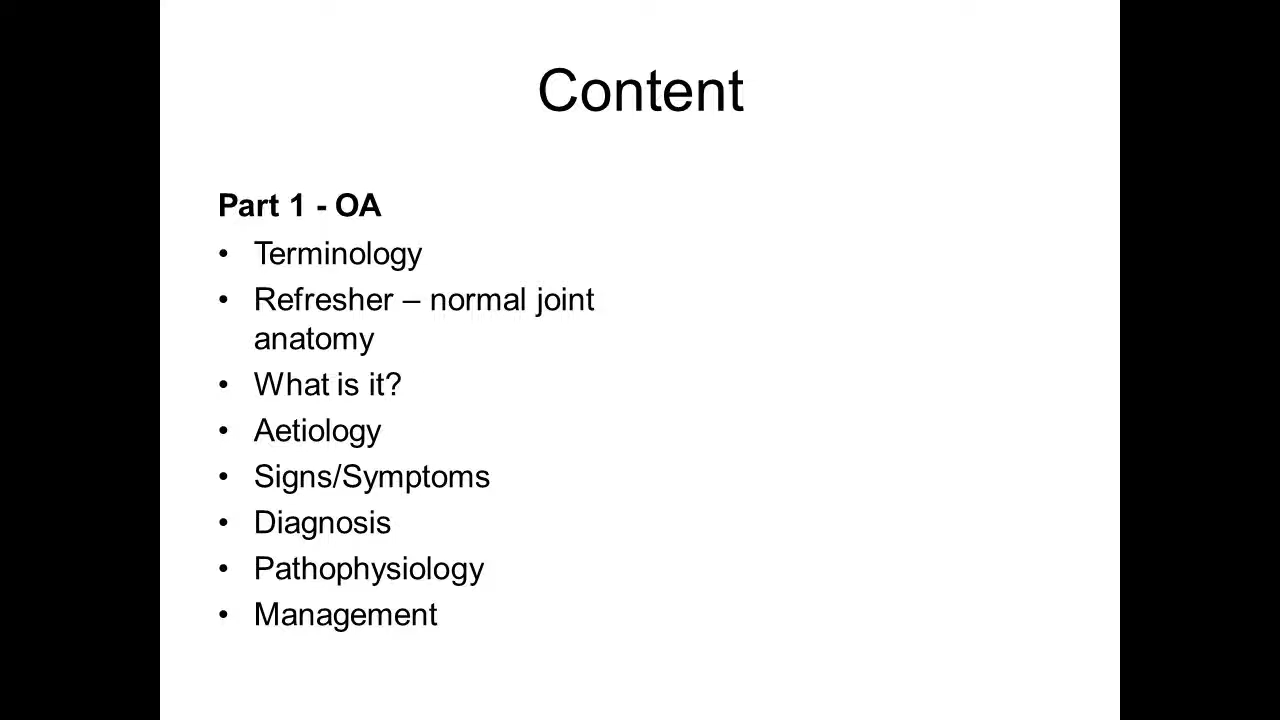 Content
Part 1 - OA
• Terminology
• Refresher – normal joint
anatomy
• What is it?
• Aetiology
• Signs/Symptoms
• Diagnosis
• Pathophysiology
• Management